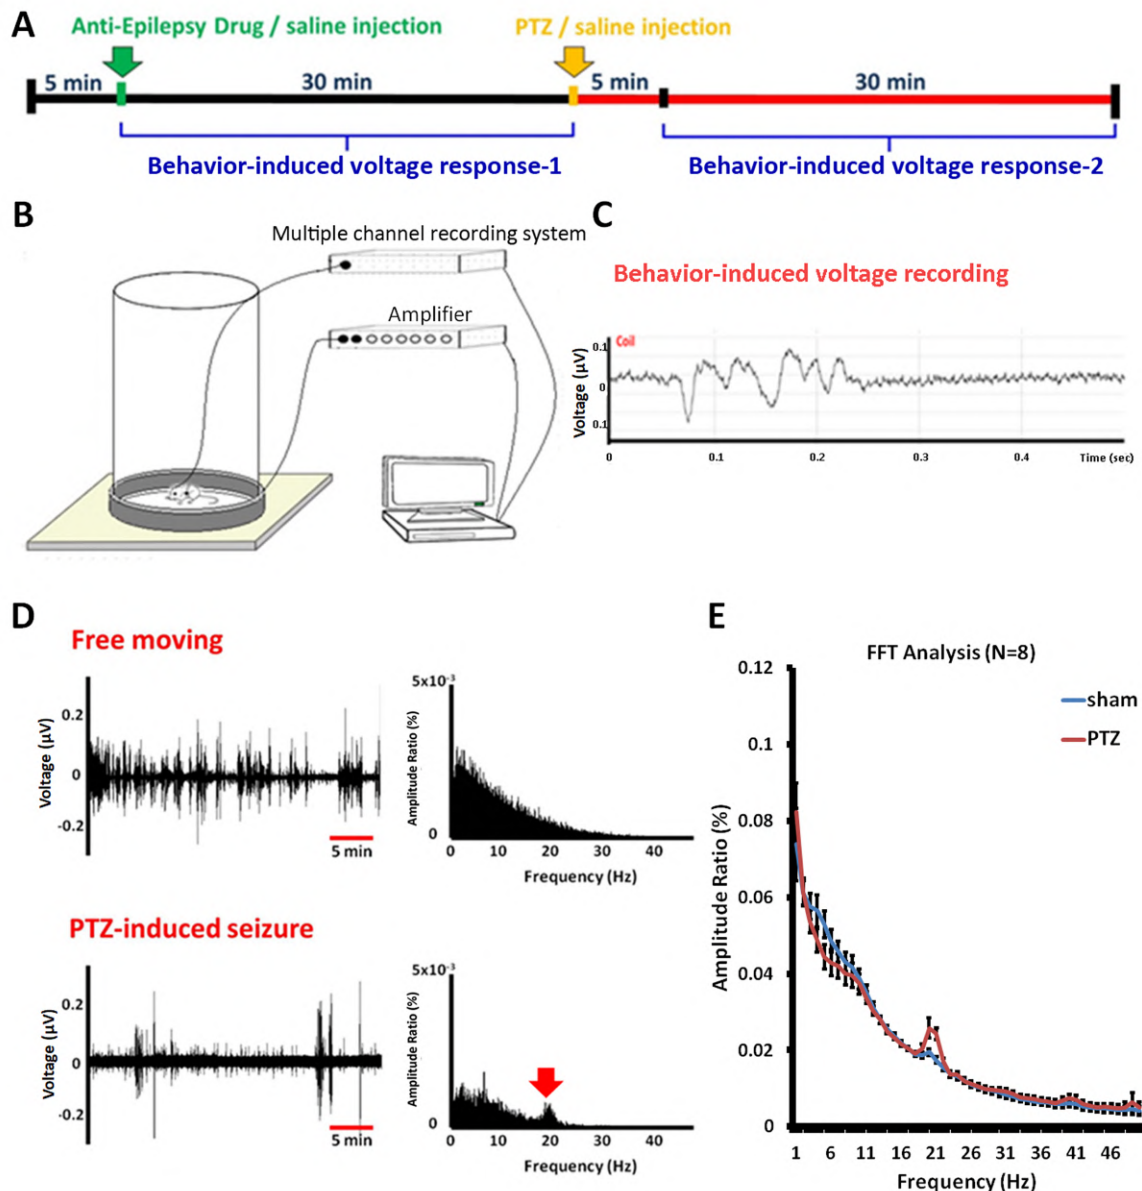 A
Anti-Epilepsy Drug / saline injection
PTZ / saline injection
5 min
30 min
5 min
30 min
Behavior-induced voltage response-1
Behavior-induced voltage response-2
B
Multiple channel recording system
Amplifier
C
Behavior-induced voltage recording
Coil
Voltage (µV)
0.1
0
0.1
0 0.1 0.2 0.3 0.4 Time (sec)
D
Free moving
Voltage (µV)
0.2
0
-0.2
5 min
5x10-3
Amplitude Ratio (%)
0
0 10 20 30 40
Frequency (Hz)
PTZ-induced seizure
Voltage (µV)
0.2
0
-0.2
5 min
5x10-3
Amplitude Ratio (%)
0
0 10 20 30 40
Frequency (Hz)
E
FFT Analysis (N=8)
sham
PTZ
Amplitude Ratio (%)
0.12
0.1
0.08
0.06
0.04
0.02
0
1 6 11 16 21 26 31 36 41 46
Frequency (Hz)